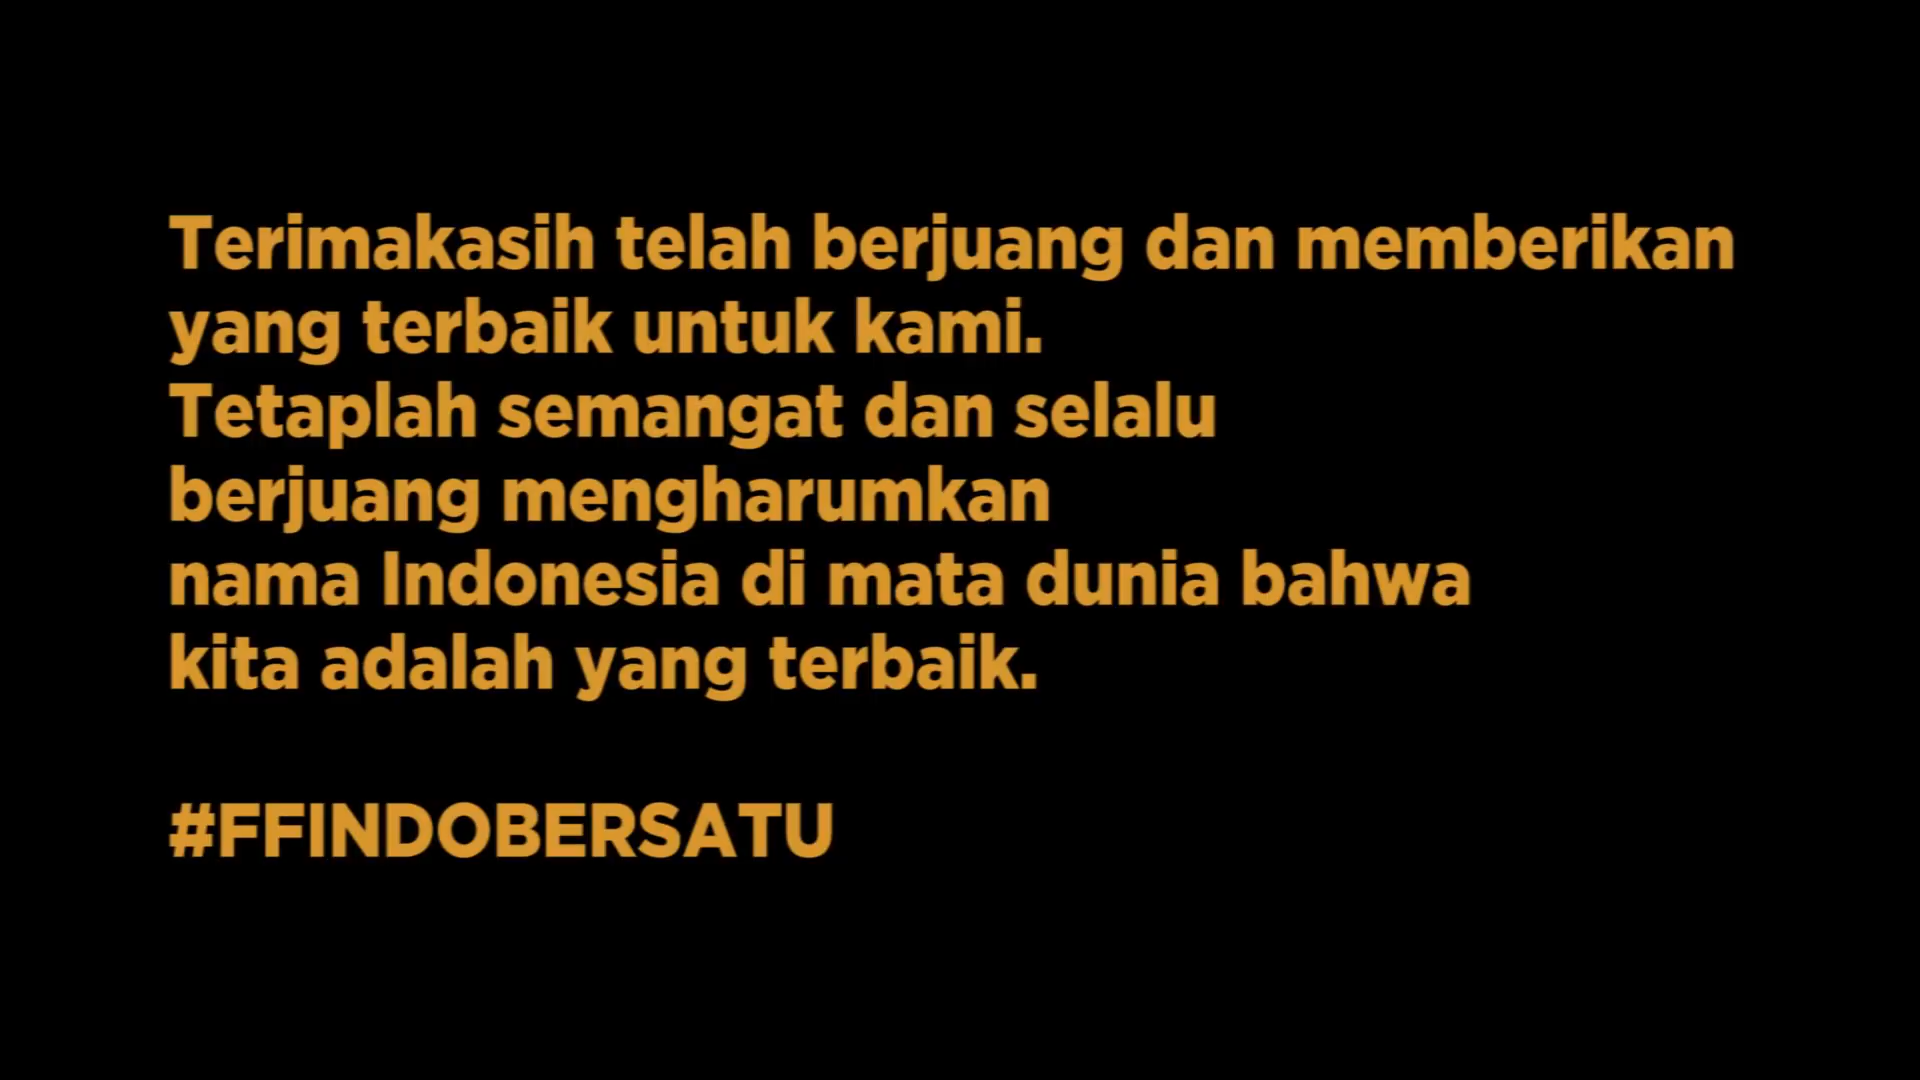 Terimakasih telah berjuang dan memberikan
yang terbaik untuk kami.
Tetaplah semangat dan selalu
berjuang mengharumkan
nama Indonesia di mata dunia bahwa
kita adalah yang terbaik.
#FFINDOBERSATU